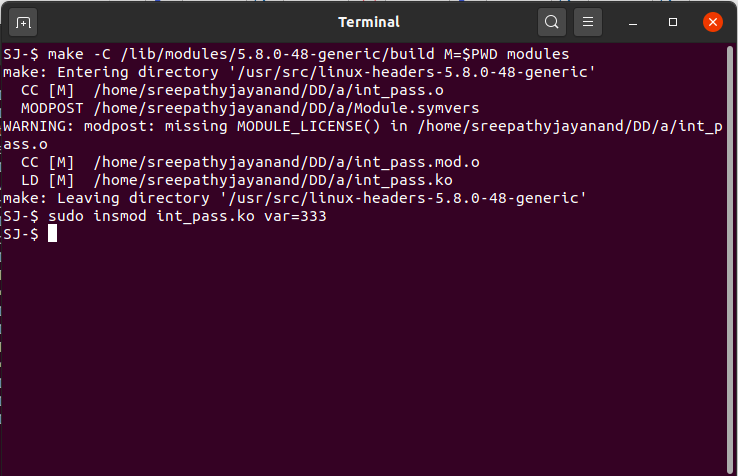 Terminal
SJ-$ make -C /lib/modules/5.8.0-48-generic/build M=$PWD modules
make: Entering directory '/usr/src/linux-headers-5.8.0-48-generic'
  CC [M]  /home/sreepathyjayanand/DD/a/int_pass.o
  MODPOST /home/sreepathyjayanand/DD/a/Module.symvers
WARNING: modpost: missing MODULE_LICENSE() in /home/sreepathyjayanand/DD/a/int_p
ass.o
  CC [M]  /home/sreepathyjayanand/DD/a/int_pass.mod.o
  LD [M]  /home/sreepathyjayanand/DD/a/int_pass.ko
make: Leaving directory '/usr/src/linux-headers-5.8.0-48-generic'
SJ-$ sudo insmod int_pass.ko var=333
SJ-$